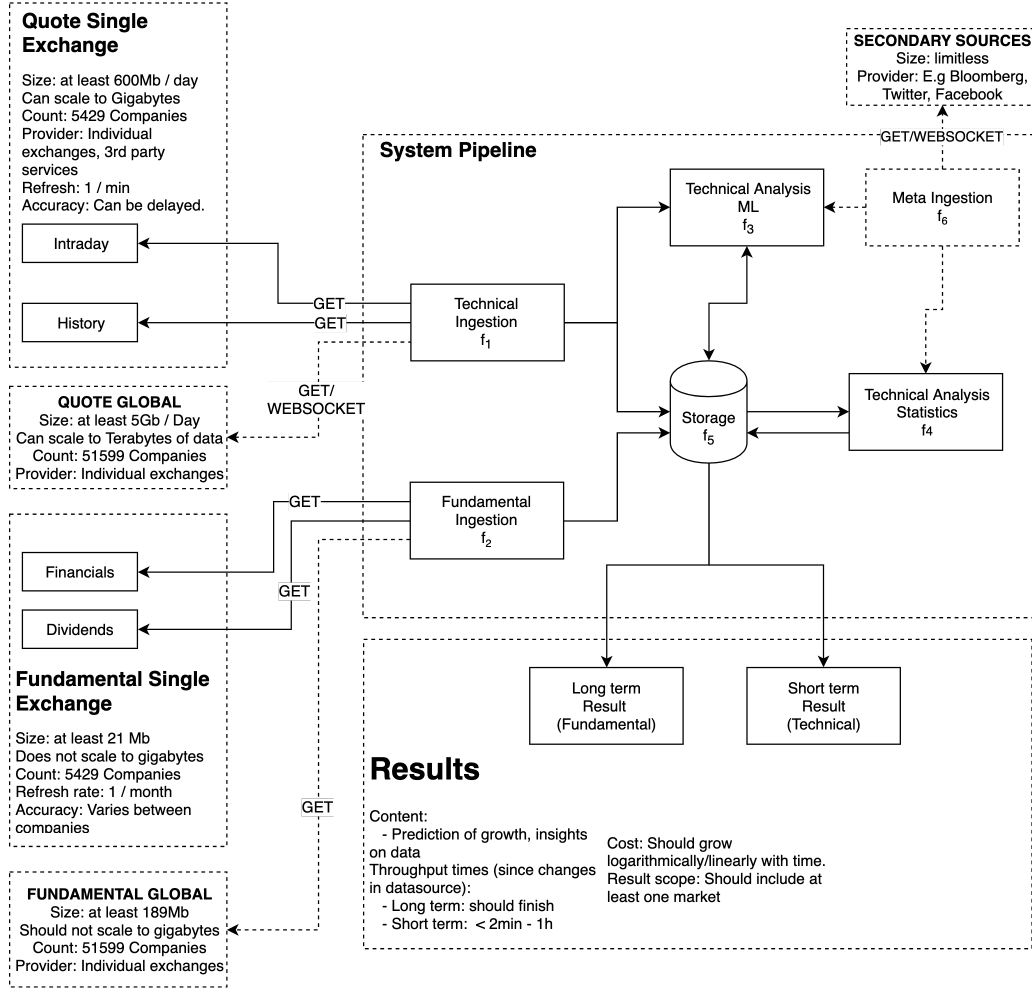 Quote Single
Exchange
Size: at least 600Mb / day
Can scale to Gigabytes
Count: 5429 Companies
Provider: Individual
exchanges, 3rd party
services
Refresh: 1 / min
Accuracy: Can be delayed.
Intraday
History
QUOTE GLOBAL
Size: at least 5Gb / Day
Can scale to Terabytes of data
Count: 51599 Companies
Provider: Individual exchanges
Financials
Dividends
Fundamental Single
Exchange
Size: at least 21 Mb
Does not scale to gigabytes
Count: 5429 Companies
Refresh rate: 1 / month
Accuracy: Varies between
companies
FUNDAMENTAL GLOBAL
Size: at least 189Mb
Should not scale to gigabytes
Count: 51599 Companies
Provider: Individual exchanges
GET
GET
GET/
WEBSOCKET
GET
GET
GET
System Pipeline
Technical
Ingestion
f1
Fundamental
Ingestion
f2
Technical Analysis
ML
f3
Storage
f5
Technical Analysis
Statistics
f4
Meta Ingestion
f6
GET/WEBSOCKET
SECONDARY SOURCES
Size: limitless
Provider: E.g Bloomberg,
Twitter, Facebook
Long term
Result
(Fundamental)
Short term
Result
(Technical)
Results
Content:
- Prediction of growth, insights
on data
Throughput times (since changes
in datasource):
- Long term: should finish
- Short term: < 2min - 1h
Cost: Should grow
logarithmically/linearly with time.
Result scope: Should include at
least one market